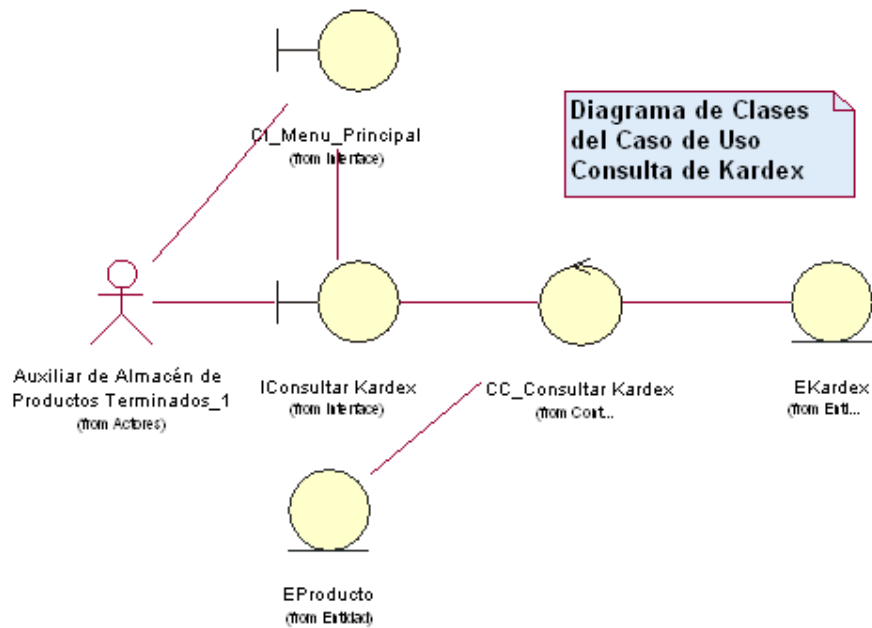 CI_Menu_Principal
(from Interface)
Diagrama de Clases
del Caso de Uso
Consulta de Kardex
Auxiliar de Almacén de
Productos Terminados_1
(from Actores)
IConsultar Kardex
(from Interface)
CC_Consultar Kardex
(from Cont...
EKardex
(from Enti...
EProducto
(from Entidad)